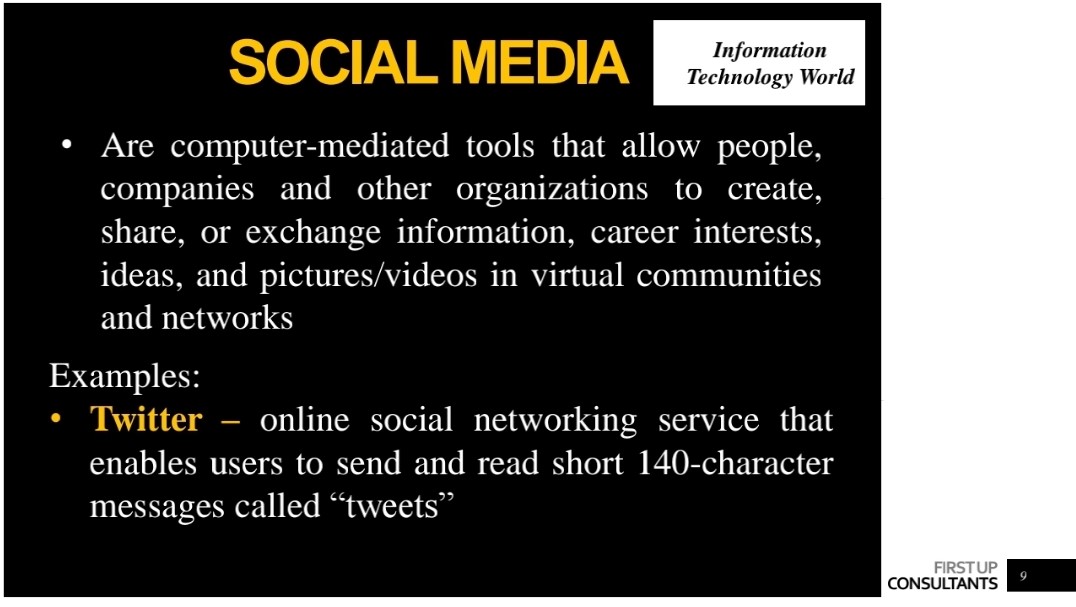 SOCIAL MEDIA
Information
Technology World
• Are computer-mediated tools that allow people,
companies and other organizations to create,
share, or exchange information, career interests,
ideas, and pictures/videos in virtual communities
and networks
Examples:
• Twitter – online social networking service that
enables users to send and read short 140-character
messages called “tweets”
FIRST UP
CONSULTANTS
9